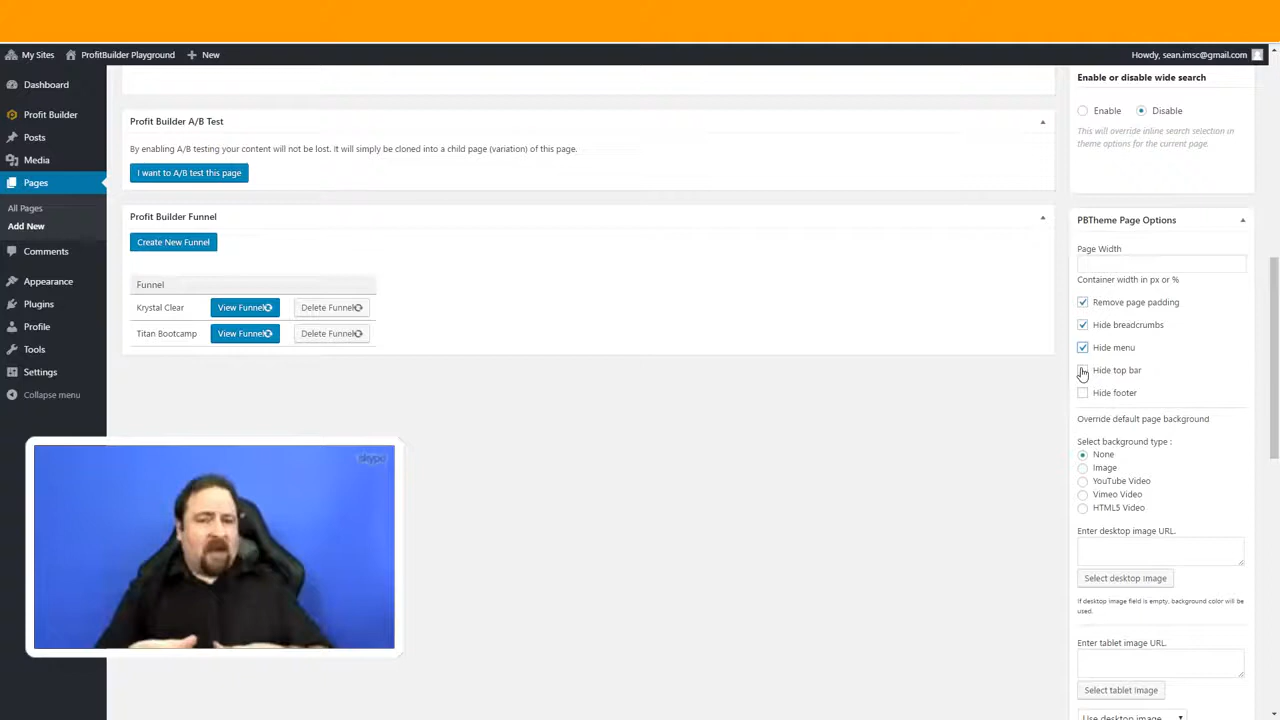 My Sites
ProfitBuilder Playground
New
Howdy, sean.imsc@gmail.com
Dashboard
Profit Builder
Posts
Media
Pages
All Pages
Add New
Comments
Appearance
Plugins
Profile
Tools
Settings
Collapse menu
Profit Builder A/B Test
By enabling A/B testing your content will not be lost. It will simply be cloned into a child page (variation) of this page.
I want to A/B test this page
Profit Builder Funnel
Create New Funnel
Funnel
Krystal Clear View Funnel Delete Funnel
Titan Bootcamp View Funnel Delete Funnel
skype
Enable or disable wide search
Enable Disable
This will override inline search selection in
theme options for the current page.
PBTheme Page Options
Page Width
Container width in px or %
Remove page padding
Hide breadcrumbs
Hide menu
Hide top bar
Hide footer
Override default page background
Select background type :
None
Image
YouTube Video
Vimeo Video
HTML5 Video
Enter desktop image URL.
Select desktop image
If desktop image field is empty, background color will be
used.
Enter tablet image URL.
Select tablet image
Use desktop image